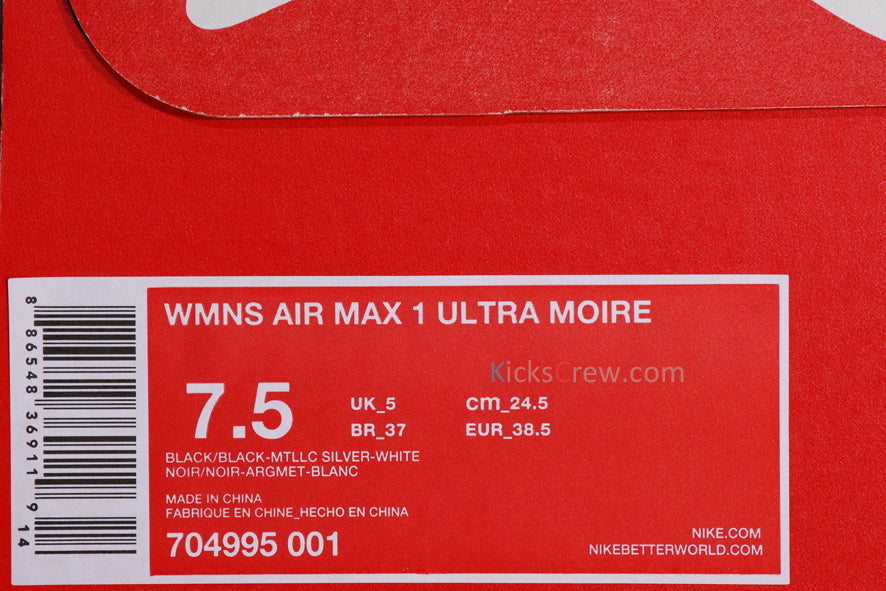 WMNS AIR MAX 1 ULTRA MOIRE
KicksCrew.com
7.5
UK_5
cm_24.5
BR_37
EUR_38.5
BLACK/BLACK-MTLLC SILVER-WHITE
NOIR/NOIR-ARGMET-BLANC
MADE IN CHINA
FABRIQUE EN CHINE_HECHO EN CHINA
704995 001
NIKE.COM
NIKEBETTERWORLD.COM
8 86548 36911 9 14